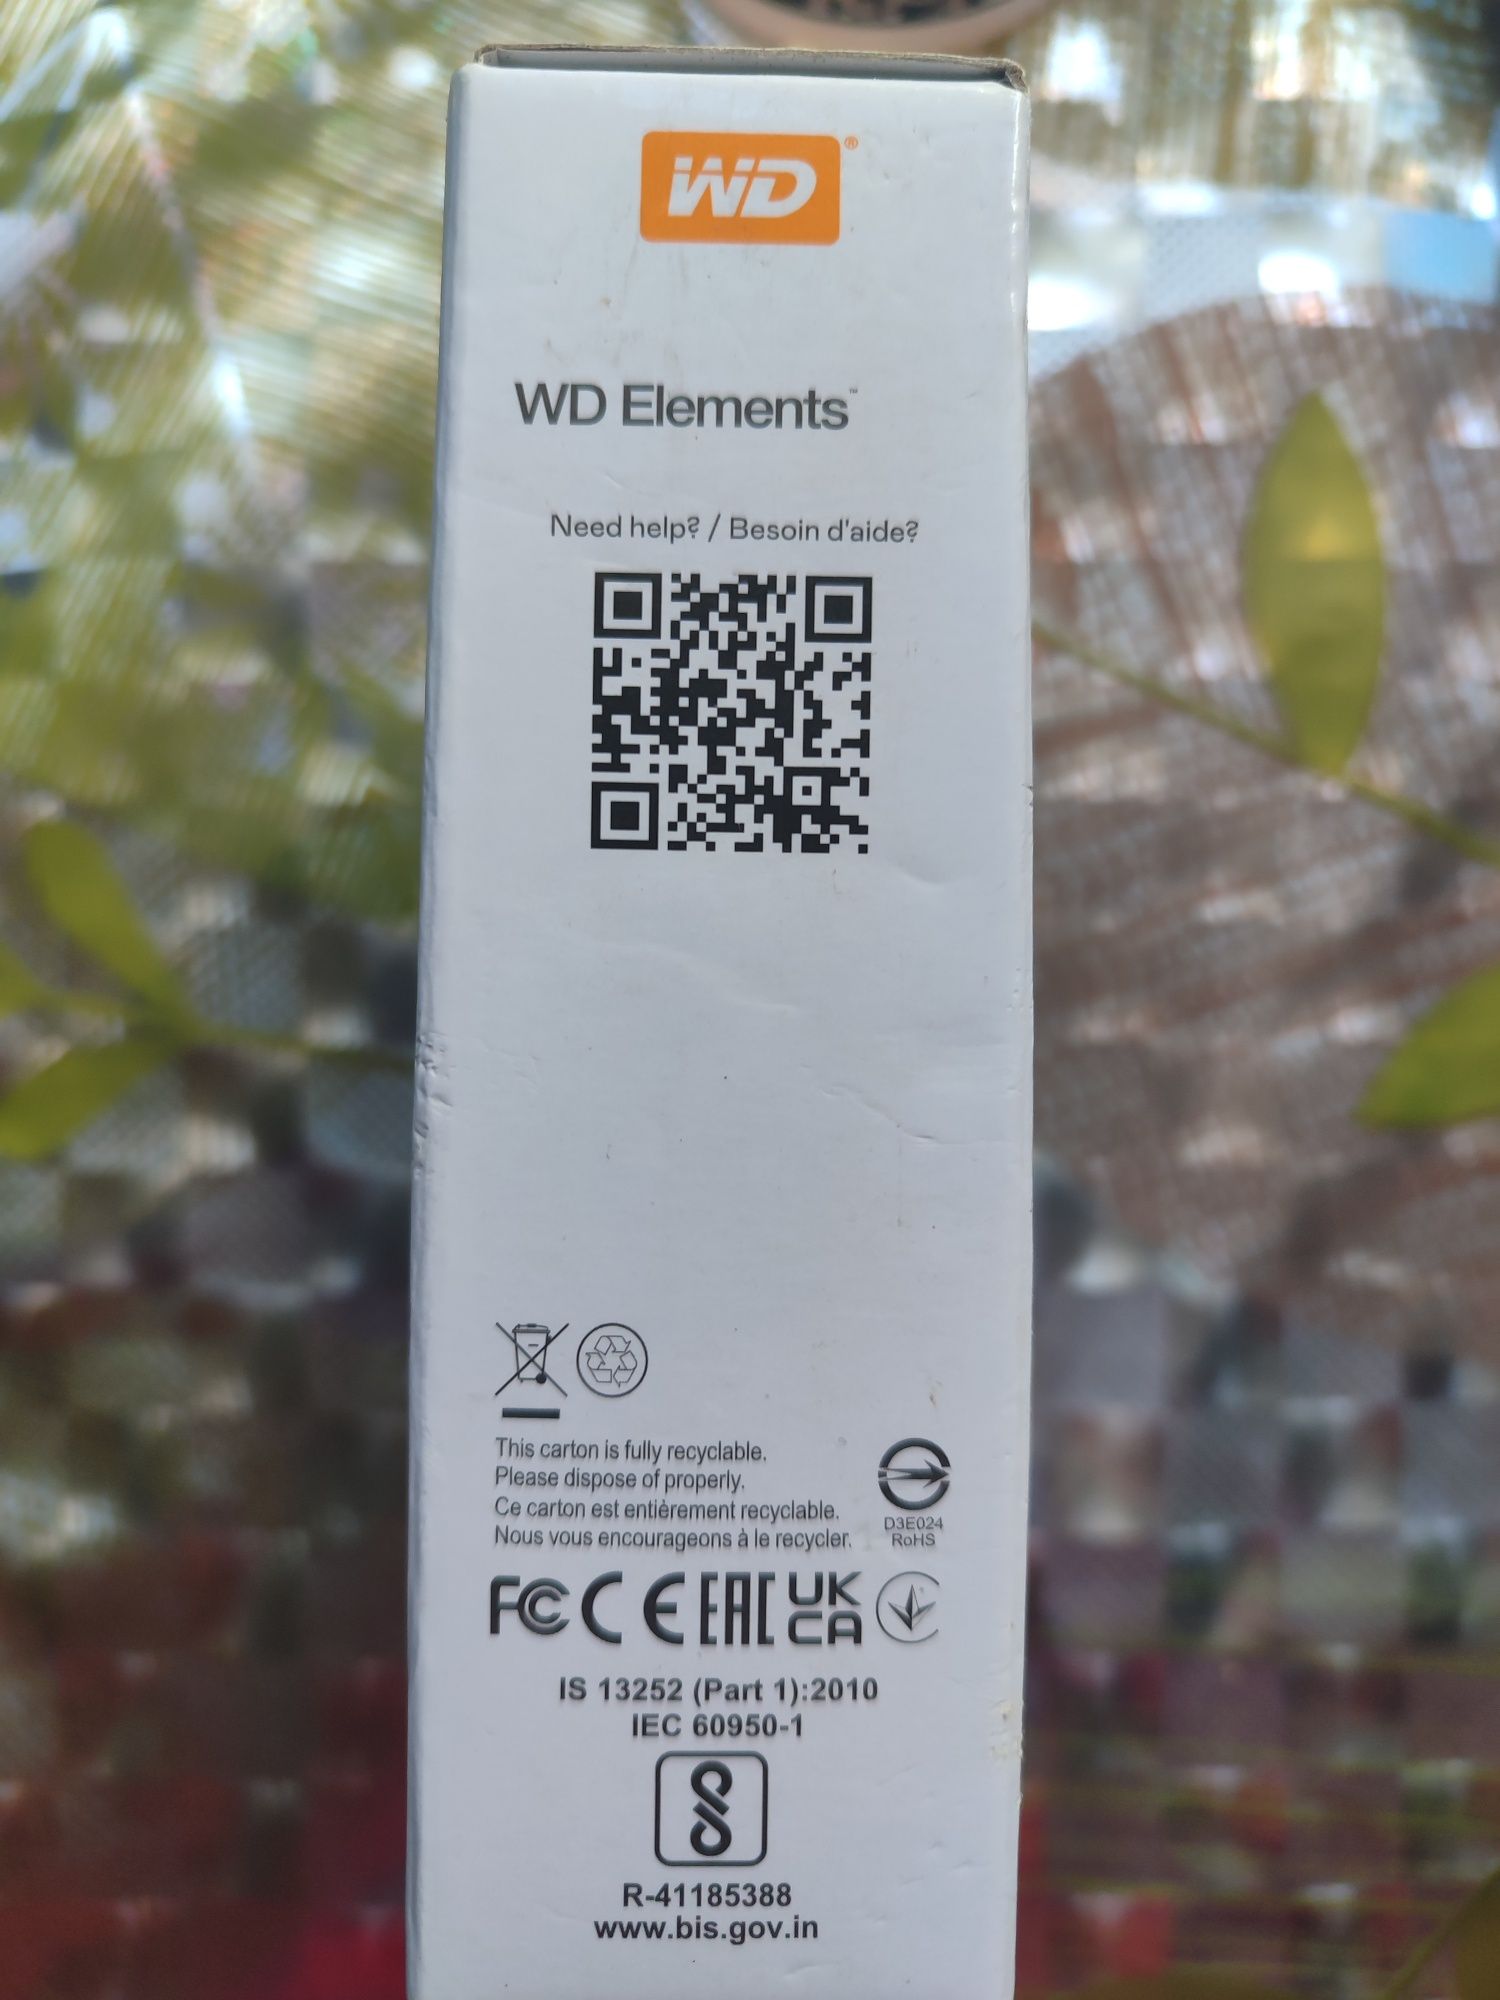 WD®
WD Elements™
Need help? / Besoin d'aide?
This carton is fully recyclable.
Please dispose of properly.
Ce carton est entièrement recyclable.
Nous vous encourageons à le recycler.
D3E024
RoHS
FC CE EAC UK
CA
IS 13252 (Part 1):2010
IEC 60950-1
R-41185388
www.bis.gov.in